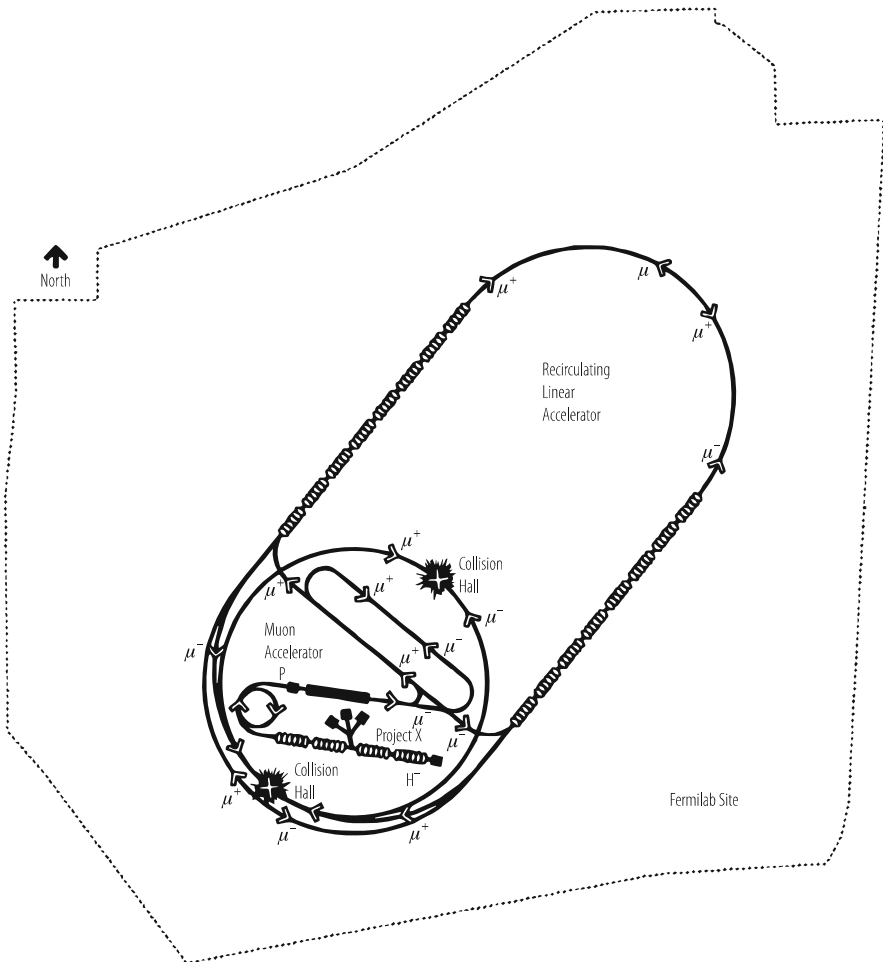 North
μ⁺
μ
μ⁺
Recirculating
Linear
Accelerator
μ⁻
μ⁺
Collision
Hall
μ⁺
μ⁺
μ⁻
Muon
Accelerator
μ⁻
μ⁻
μ⁺
P
μ⁻
Project X
μ⁻
H⁻
Collision
Hall
μ⁺
μ⁻
μ⁺
Fermilab Site